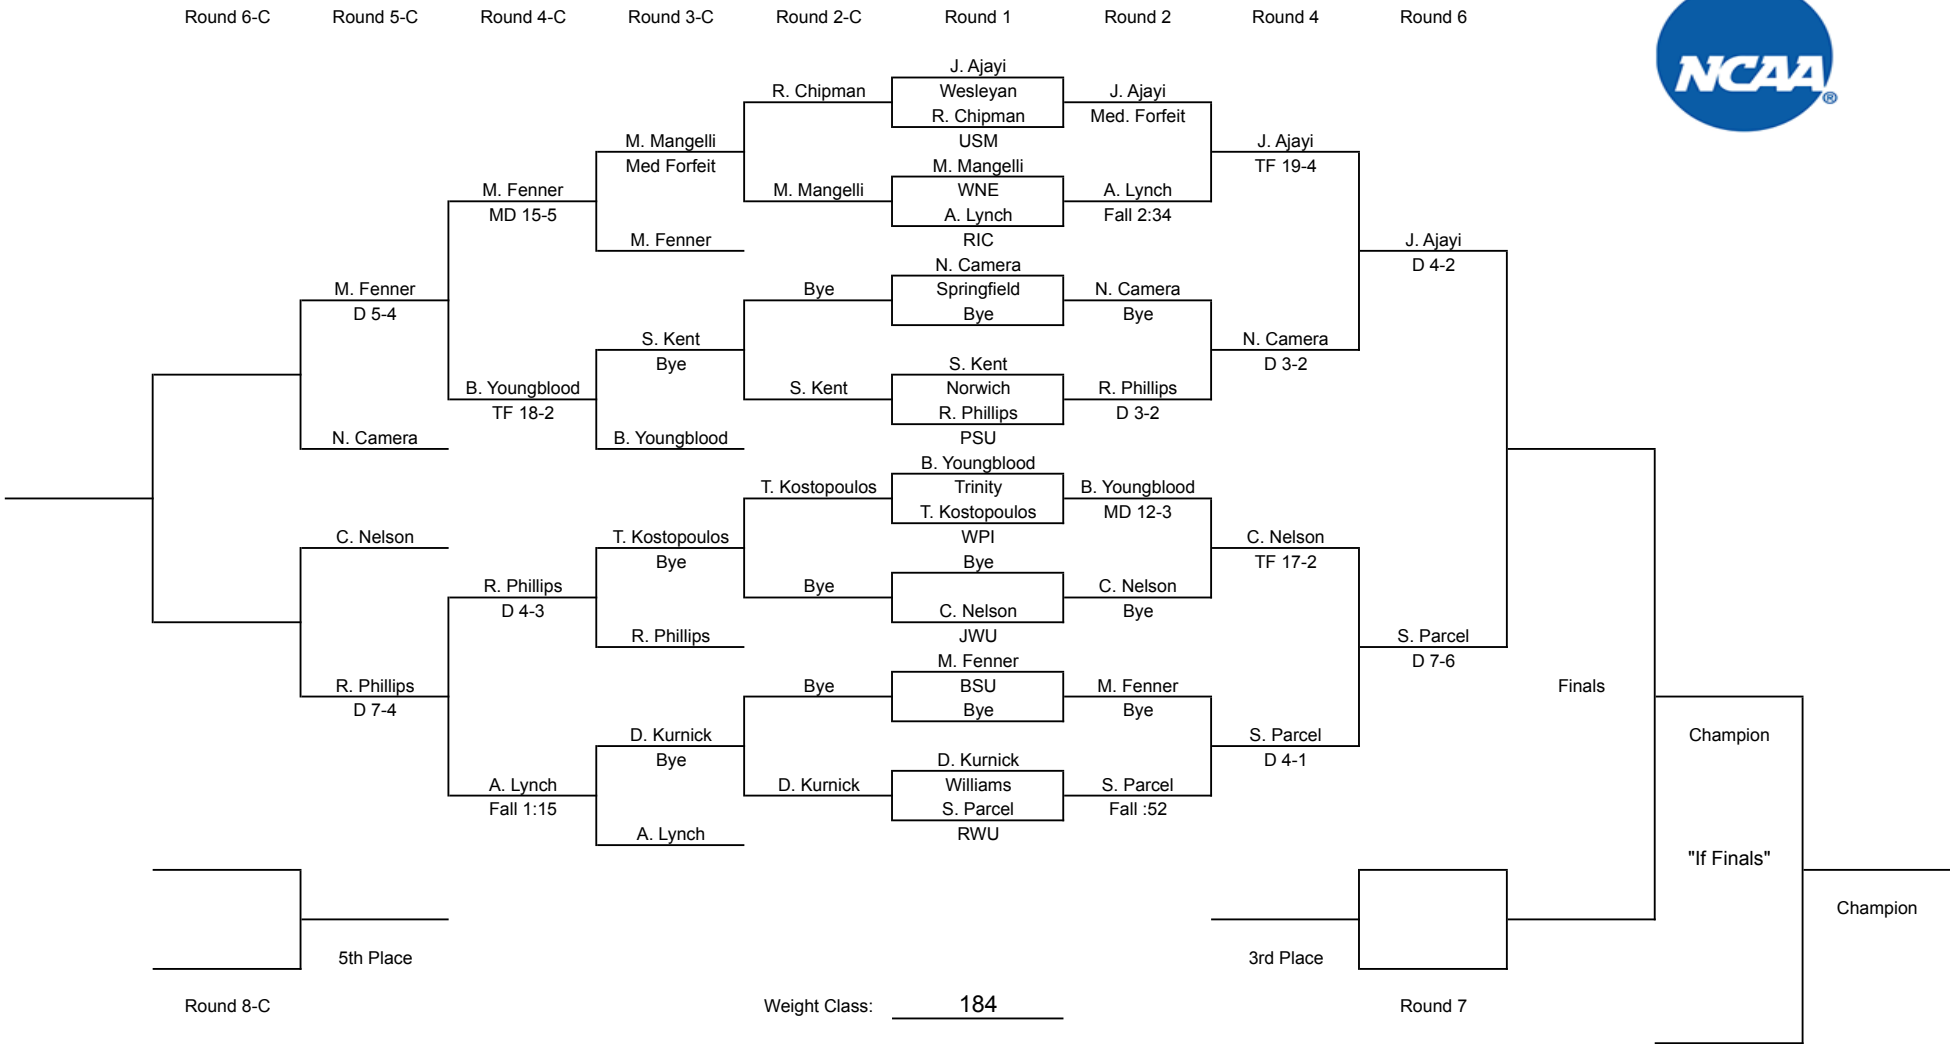 Round 6-C Round 5-C Round 4-C Round 3-C Round 2-C Round 1 Round 2 Round 4 Round 6
NCAA®
J. Ajayi
R. Chipman Wesleyan J. Ajayi
R. Chipman Med. Forfeit
M. Mangelli USM J. Ajayi
Med Forfeit M. Mangelli TF 19-4
M. Fenner M. Mangelli WNE A. Lynch
MD 15-5 A. Lynch Fall 2:34
M. Fenner RIC J. Ajayi
N. Camera D 4-2
M. Fenner Bye Springfield N. Camera
D 5-4 Bye Bye
S. Kent N. Camera
Bye S. Kent D 3-2
B. Youngblood S. Kent Norwich R. Phillips
TF 18-2 R. Phillips D 3-2
N. Camera B. Youngblood PSU
B. Youngblood
T. Kostopoulos Trinity B. Youngblood
T. Kostopoulos MD 12-3
C. Nelson T. Kostopoulos WPI C. Nelson
Bye Bye TF 17-2
R. Phillips Bye C. Nelson
D 4-3 C. Nelson Bye
R. Phillips JWU S. Parcel
M. Fenner D 7-6
R. Phillips Bye BSU M. Fenner Finals
D 7-4 Bye Bye
D. Kurnick S. Parcel Champion
Bye D. Kurnick D 4-1
A. Lynch D. Kurnick Williams S. Parcel
Fall 1:15 S. Parcel Fall :52
A. Lynch RWU
"If Finals"
Champion
5th Place 3rd Place
Round 8-C Weight Class: 184 Round 7